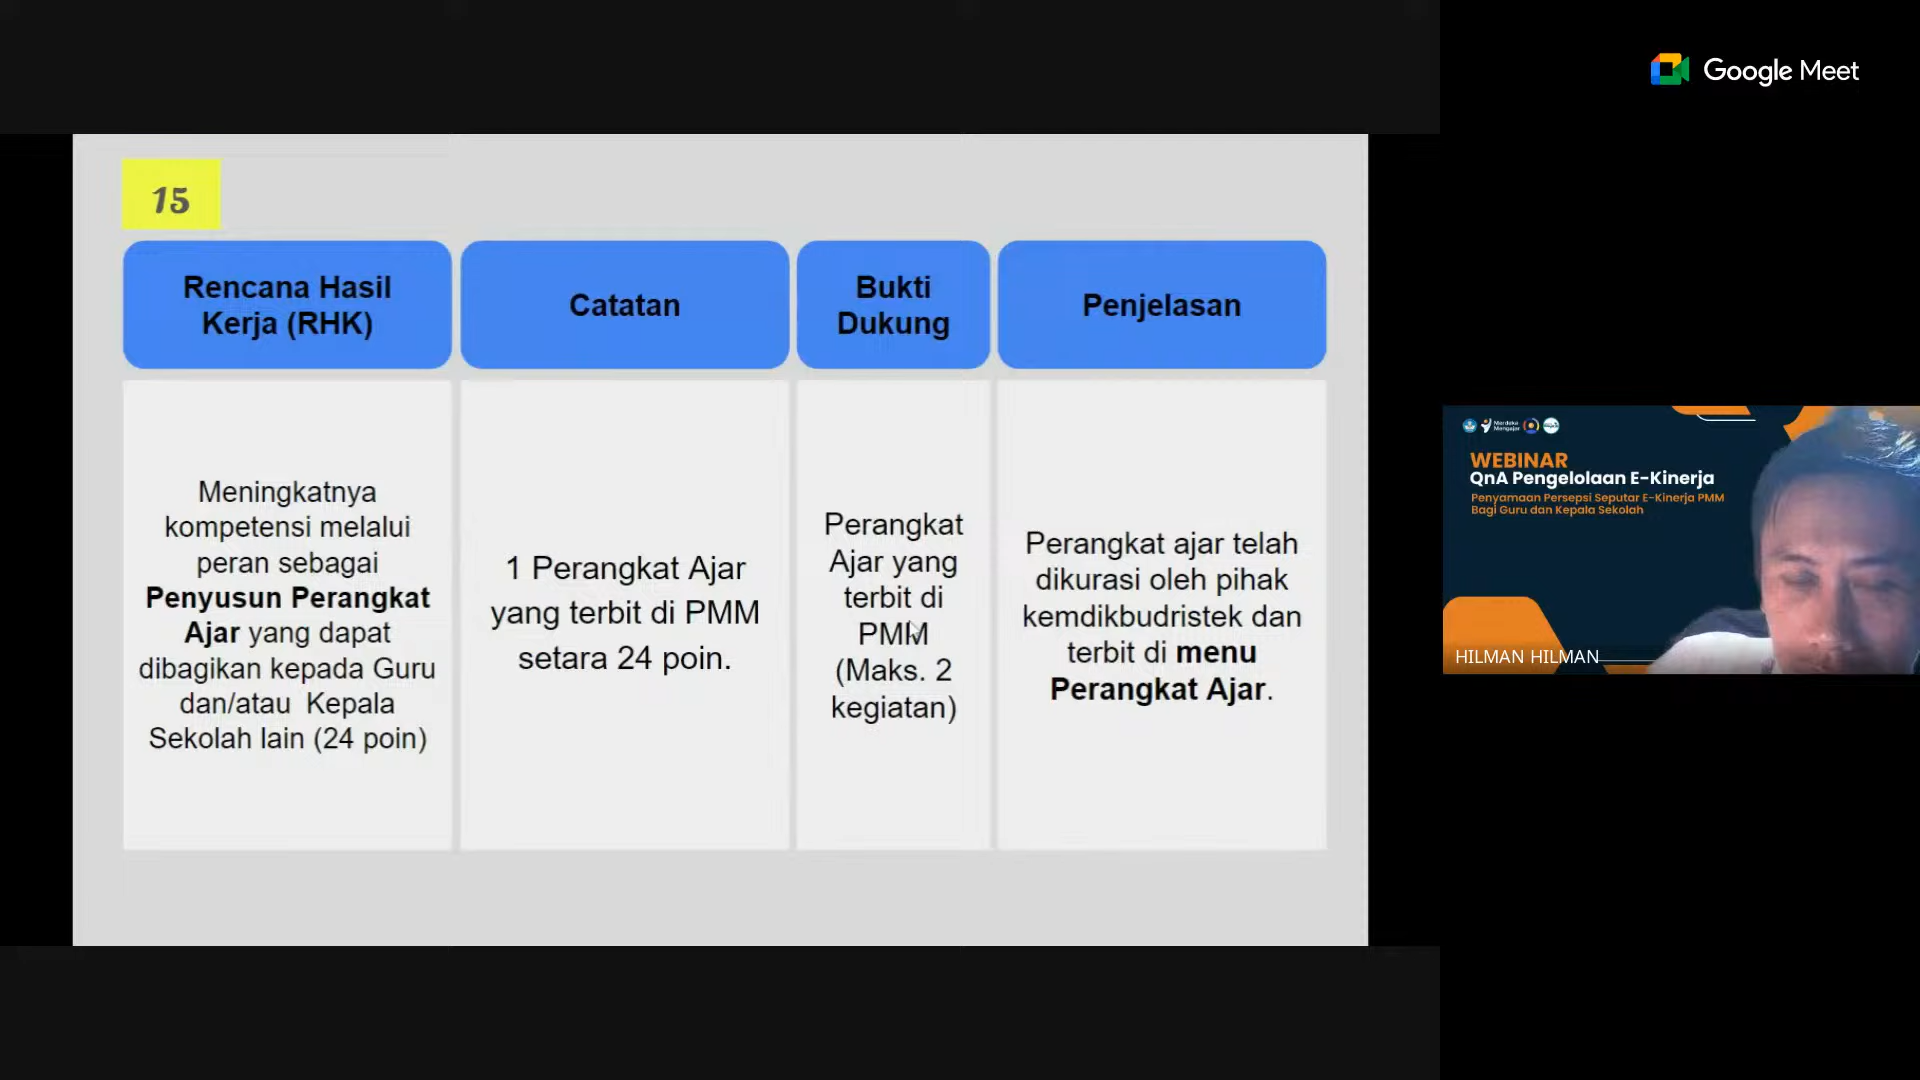 Google Meet
15
Rencana Hasil
Kerja (RHK)
Catatan
Bukti
Dukung
Penjelasan
Meningkatnya
kompetensi melalui
peran sebagai
Penyusun Perangkat
Ajar yang dapat
dibagikan kepada Guru
dan/atau Kepala
Sekolah lain (24 poin)
1 Perangkat Ajar
yang terbit di PMM
setara 24 poin.
Perangkat
Ajar yang
terbit di
PMM
(Maks. 2
kegiatan)
Perangkat ajar telah
dikurasi oleh pihak
kemdikbudristek dan
terbit di menu
Perangkat Ajar.
Merdeka
Mengajar
WEBINAR
QnA Pengelolaan E-Kinerja
Penyamaan Persepsi Seputar E-Kinerja PMM
Bagi Guru dan Kepala Sekolah
HILMAN HILMAN